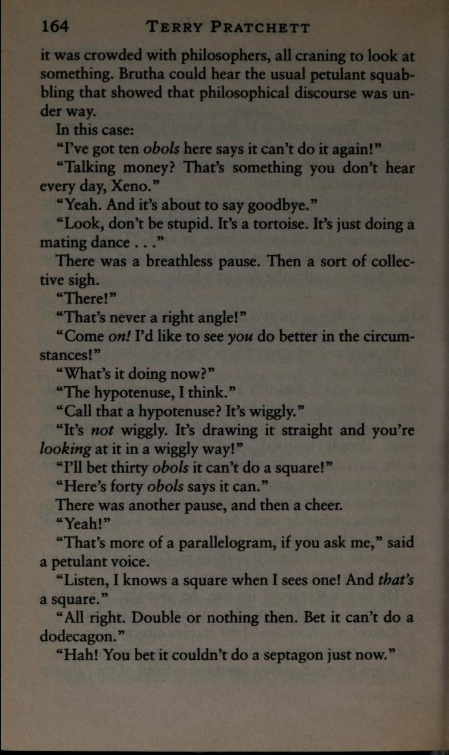 164 TERRY PRATCHETT
it was crowded with philosophers, all craning to look at
something. Brutha could hear the usual petulant squab-
bling that showed that philosophical discourse was un-
der way.
In this case:
“I’ve got ten obols here says it can’t do it again!”
“Talking money? That’s something you don’t hear
every day, Xeno.”
“Yeah. And it’s about to say goodbye.”
“Look, don’t be stupid. It’s a tortoise. It’s just doing a
mating dance . . .”
There was a breathless pause. Then a sort of collec-
tive sigh.
“There!”
“That’s never a right angle!”
“Come on! I’d like to see you do better in the circum-
stances!”
“What’s it doing now?”
“The hypotenuse, I think.”
“Call that a hypotenuse? It’s wiggly.”
“It’s not wiggly. It’s drawing it straight and you’re
looking at it in a wiggly way!”
“I’ll bet thirty obols it can’t do a square!”
“Here’s forty obols says it can.”
There was another pause, and then a cheer.
“Yeah!”
“That’s more of a parallelogram, if you ask me,” said
a petulant voice.
“Listen, I knows a square when I sees one! And that’s
a square.”
“All right. Double or nothing then. Bet it can’t do a
dodecagon.”
“Hah! You bet it couldn’t do a septagon just now.”